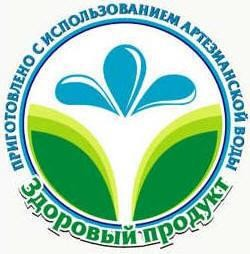 ПРИГОТОВЛЕНО С ИСПОЛЬЗОВАНИЕМ АРТЕЗИАНСКОЙ ВОДЫ
Здоровый продукт